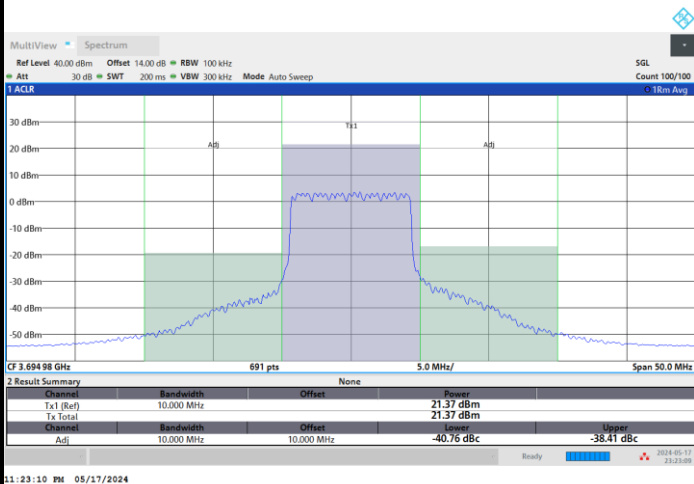 MultiView Spectrum
Ref Level 40.00 dBm Offset 14.00 dB RBW 100 kHz SGL
Att 30 dB SWT 200 ms VBW 300 kHz Mode Auto Sweep Count 100/100
1 ACLR 1Rm Avg
30 dBm
Tx1
20 dBm Adj Adj
10 dBm
0 dBm
-10 dBm
-20 dBm
-30 dBm
-40 dBm
-50 dBm
CF 3.694 98 GHz 691 pts 5.0 MHz/ Span 50.0 MHz
2 Result Summary None
Channel Bandwidth Offset Power
Tx1 (Ref) 10.000 MHz 21.37 dBm
Tx Total 21.37 dBm
Channel Bandwidth Offset Lower Upper
Adj 10.000 MHz 10.000 MHz -40.76 dBc -38.41 dBc
Ready 2024-05-17
23:23:09
11:23:10 PM 05/17/2024